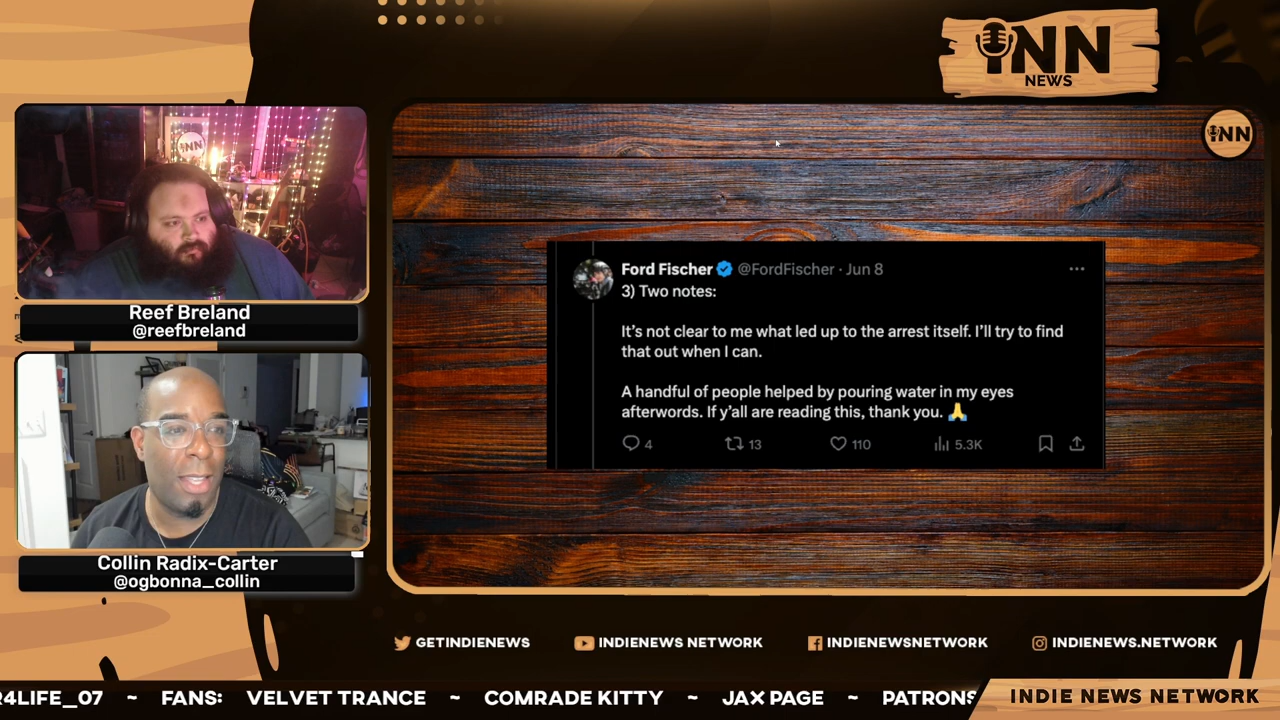 INN
NEWS
INN
INN
Reef Breland
@reefbreland
Collin Radix-Carter
@ogbonna_collin
Ford Fischer @FordFischer · Jun 8
3) Two notes:
It's not clear to me what led up to the arrest itself. I'll try to find
that out when I can.
A handful of people helped by pouring water in my eyes
afterwords. If y'all are reading this, thank you. 🙏
4 13 110 5.3K
GETINDIENEWS INDIENEWS NETWORK INDIENEWSNETWORK INDIENEWS.NETWORK
R4LIFE_07 ~ FANS: VELVET TRANCE ~ COMRADE KITTY ~ JAX PAGE ~ PATRONS
INDIE NEWS NETWORK